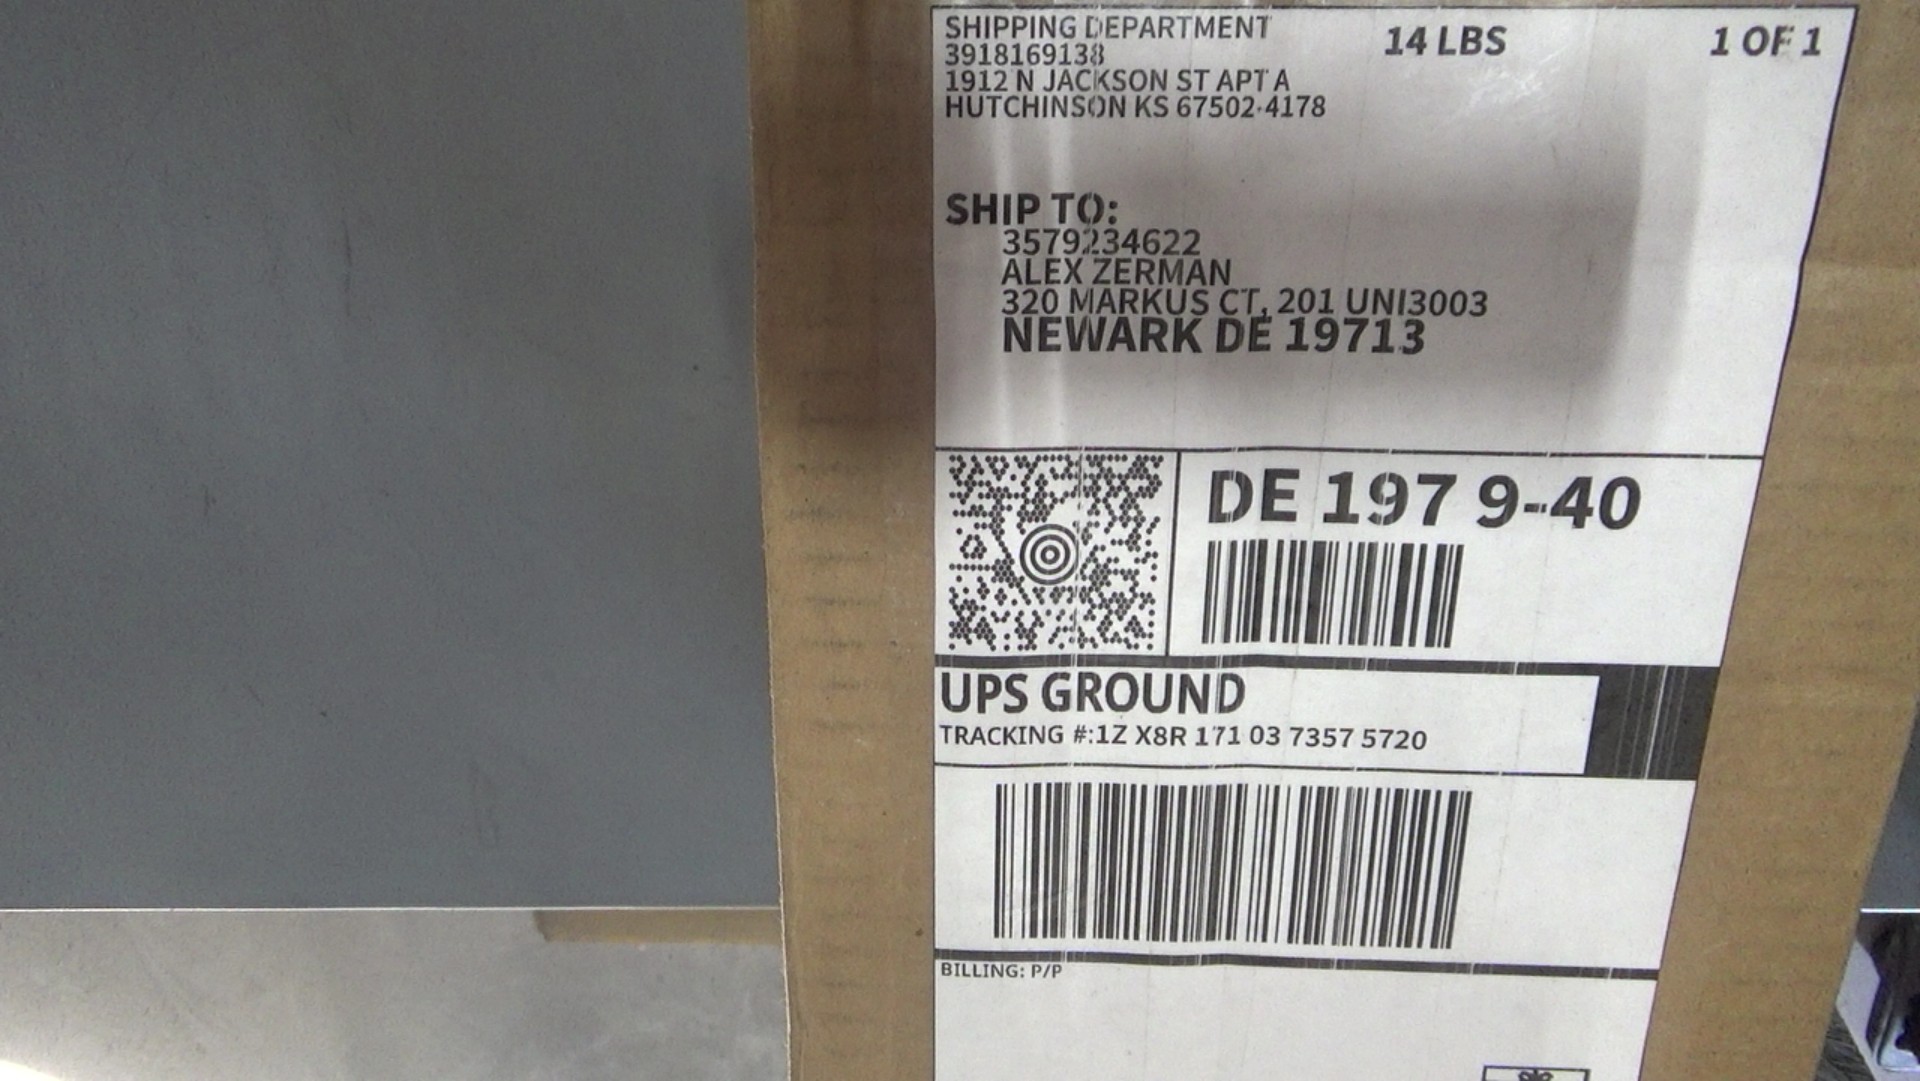 SHIPPING DEPARTMENT
3918169138
1912 N JACKSON ST APT A
HUTCHINSON KS 67502-4178
14 LBS
1 OF 1
SHIP TO:
3579234622
ALEX ZERMAN
320 MARKUS CT, 201 UNI3003
NEWARK DE 19713
DE 197 9-40
UPS GROUND
TRACKING #:1Z X8R 171 03 7357 5720
BILLING: P/P